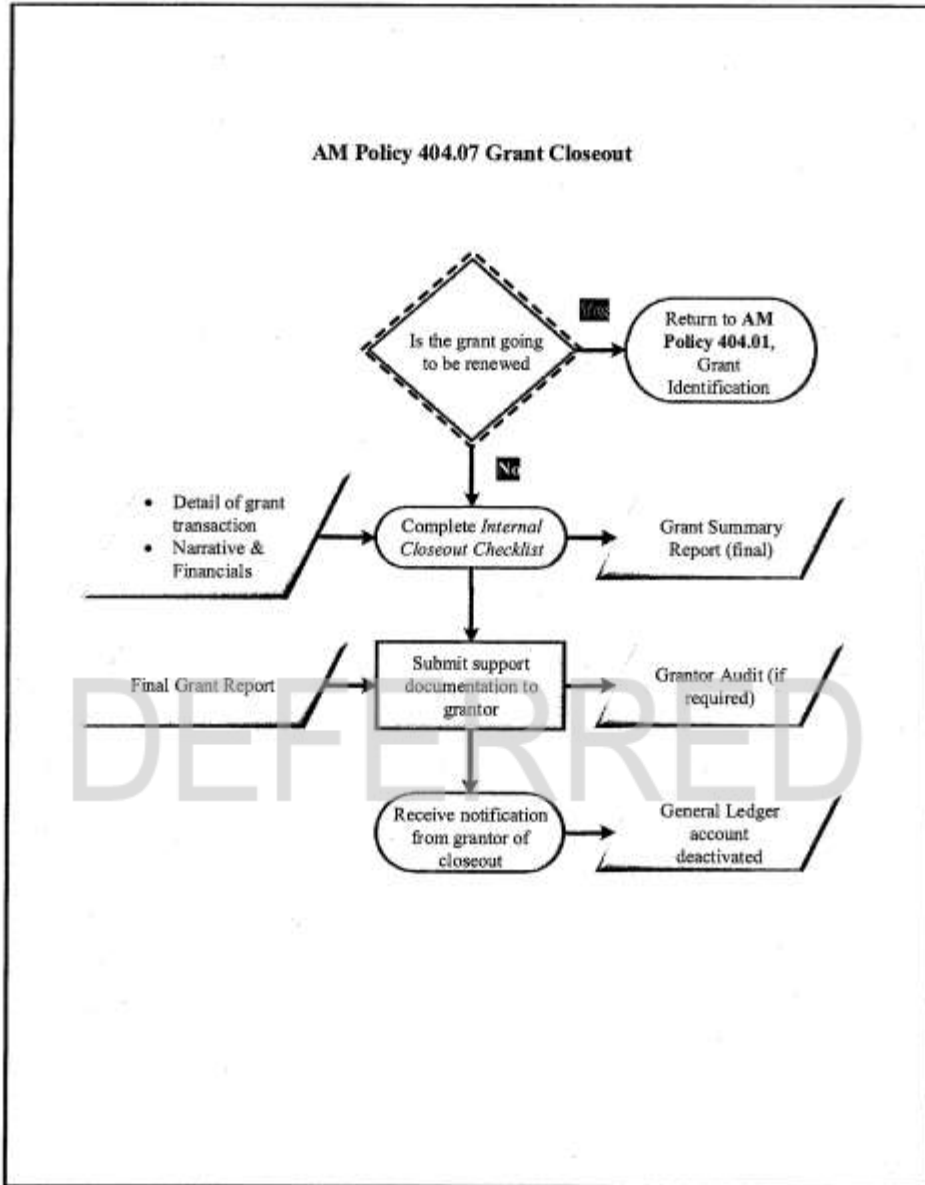 AM Policy 404.07 Grant Closeout
Is the grant going
to be renewed
Return to AM
Policy 404.01,
Grant
Identification
No
• Detail of grant
transaction
• Narrative &
Financials
Complete Internal
Closeout Checklist
Grant Summary
Report (final)
Final Grant Report
Submit support
documentation to
grantor
Grantor Audit (if
required)
DEFERRED
Receive notification
from grantor of
closeout
General Ledger
account
deactivated